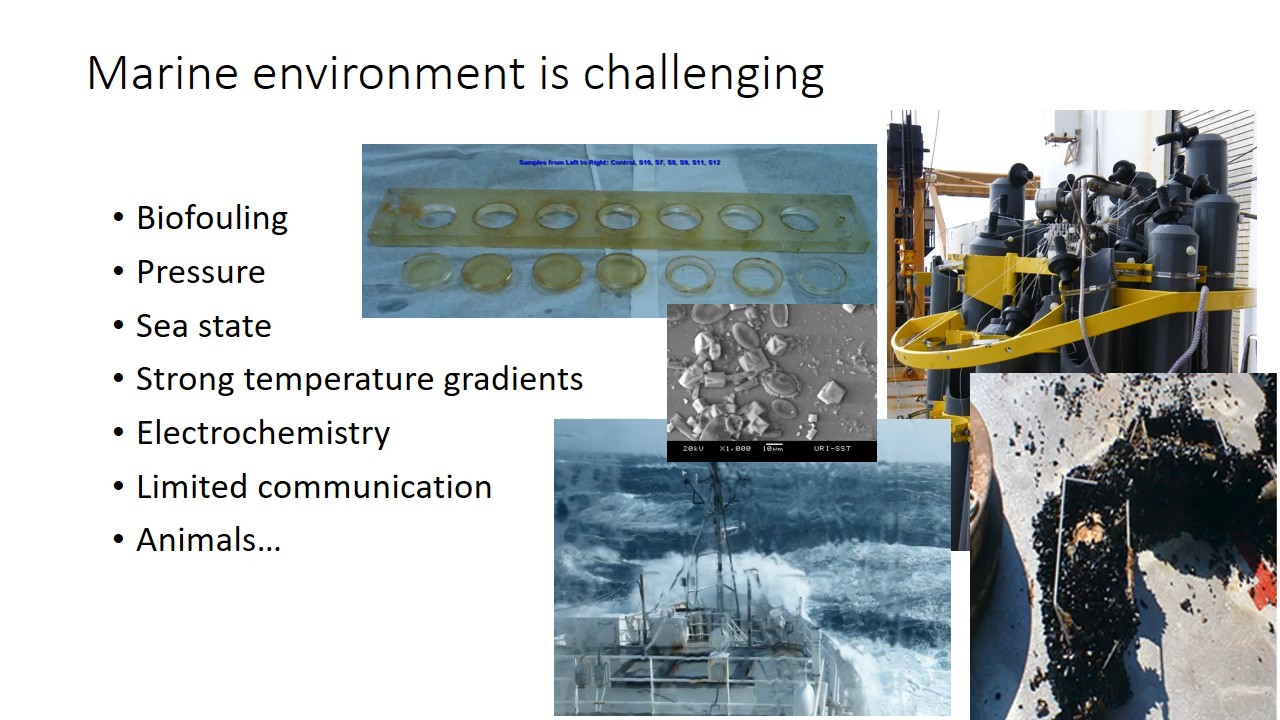 Marine environment is challenging
Samples from Left to Right: Control, S16, S7, S8, S9, S11, S12
• Biofouling
• Pressure
• Sea state
• Strong temperature gradients
• Electrochemistry
• Limited communication
• Animals…
20kV X1,000 10µm URI-SST